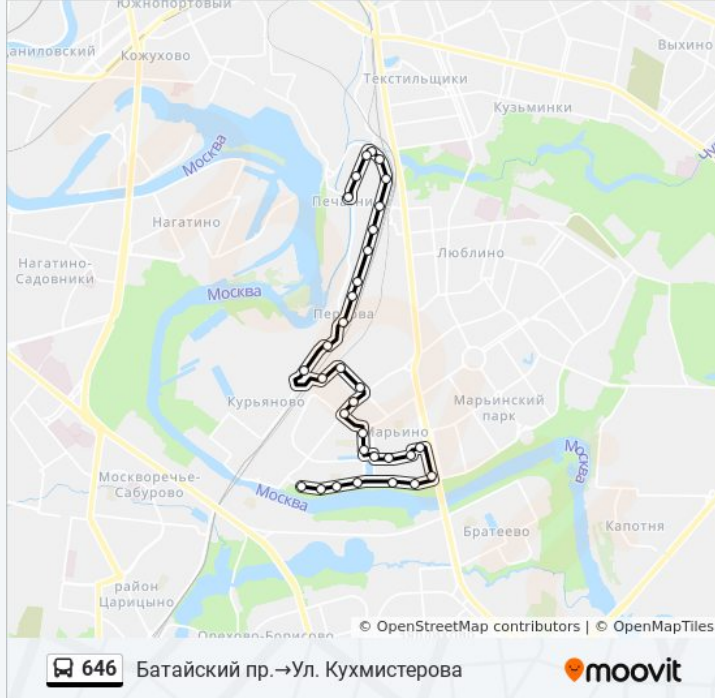 Южнопортовый
Даниловский
Кожухово
Выхино
Текстильщики
Кузьминки
Москва
Печатники
Нагатино
Люблино
Нагатино-
Садовники
Москва
Перерва
Курьяново
Марьинский
парк
Марьино
Москва
Москворечье-
Сабурово
Москва
Братеево
Капотня
район
Царицыно
Орехово-Борисово
© OpenStreetMap contributors | © OpenMapTiles
646 Батайский пр.→Ул. Кухмистерова
moovit